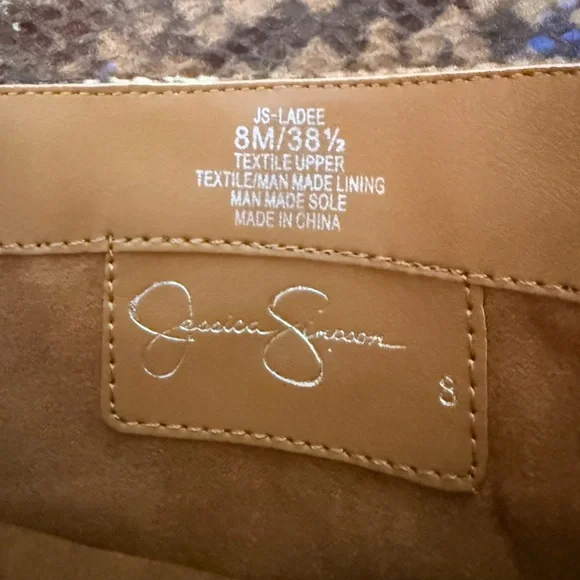 JS-LADEE
8M/38½
TEXTILE UPPER
TEXTILE/MAN MADE LINING
MAN MADE SOLE
MADE IN CHINA
Jessica Simpson
8